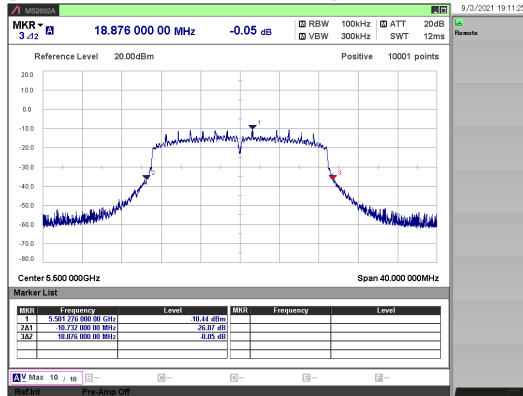 MS2692A
9/3/2021 19:11:25
MKR
3 Δ2
A
18.876 000 00 MHz
-0.05 dB
RBW 100kHz
ATT 20dB
VBW 300kHz
SWT 12ms
Remote
Reference Level 20.00dBm
Positive 10001 points
20.0
10.0
0.0
-10.0
1
-20.0
-30.0
2
3
-40.0
-50.0
-60.0
-70.0
-80.0
Center 5.500 000GHz
Span 40.000 000MHz
Marker List
MKR Frequency Level MKR Frequency Level
1 5.501 276 000 00 GHz -10.44 dBm
2Δ1 -10.732 000 00 MHz -26.07 dB
3Δ2 18.876 000 00 MHz -0.05 dB
A V Max 10 / 10 B -- C -- D -- E -- F --
Ref.Int Pre-Amp Off